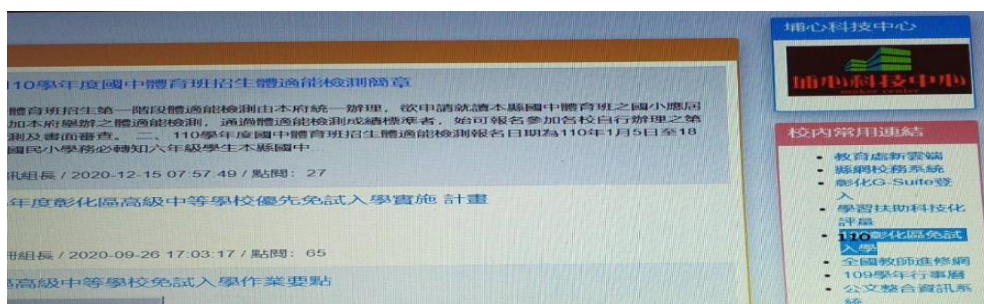 110學年度國中體育班招生體適能檢測簡章
體育班招生第一階段體適能檢測由本府統一辦理，欲申請就讀本縣國中體育班之國小應屆
加本府舉辦之體適能檢測，通過體適能檢測成績標準者，始可報名參加各校自行辦理之第
測及書面審查。 二、110學年度國中體育班招生體適能檢測報名日期為110年1月5日至18
國民小學務必轉知六年級學生本縣國中...
訊組長 / 2020-12-15 07:57:49 / 點閱： 27
年度彰化區高級中等學校優先免試入學實施 計畫
組長 / 2020-09-26 17:03:17 / 點閱： 65
高級中等學校免試入學作業要點
埔心科技中心
埔心科技中心
maker center
校內常用連結
教育處新雲端
縣網校務系統
彰化G-Suite登
入
學習扶助科技化
評量
110彰化區免試
入學
全國教師進修網
109學年行事曆
公文整合資訊系
統